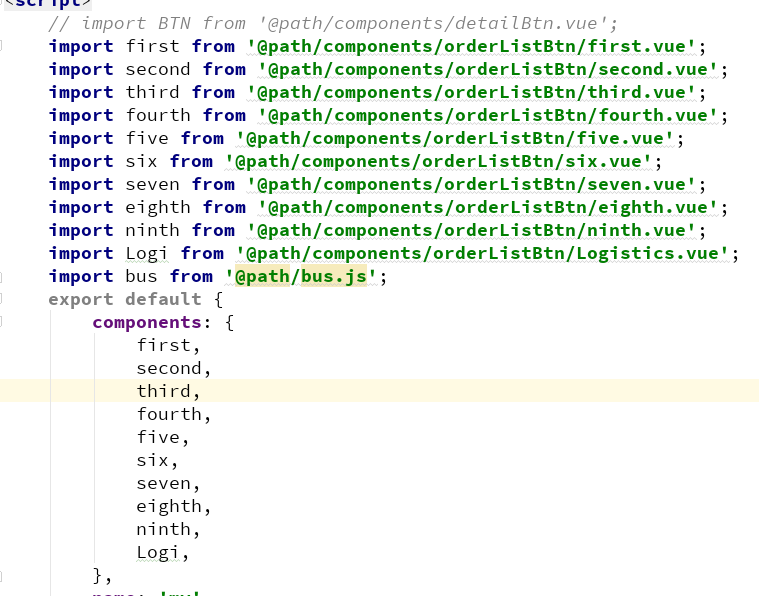 <script>
// import BTN from '@path/components/detailBtn.vue';
import first from '@path/components/orderListBtn/first.vue';
import second from '@path/components/orderListBtn/second.vue';
import third from '@path/components/orderListBtn/third.vue';
import fourth from '@path/components/orderListBtn/fourth.vue';
import five from '@path/components/orderListBtn/five.vue';
import six from '@path/components/orderListBtn/six.vue';
import seven from '@path/components/orderListBtn/seven.vue';
import eighth from '@path/components/orderListBtn/eighth.vue';
import ninth from '@path/components/orderListBtn/ninth.vue';
import Logi from '@path/components/orderListBtn/Logistics.vue';
import bus from '@path/bus.js';
export default {
components: {
first,
second,
third,
fourth,
five,
six,
seven,
eighth,
ninth,
Logi,
},